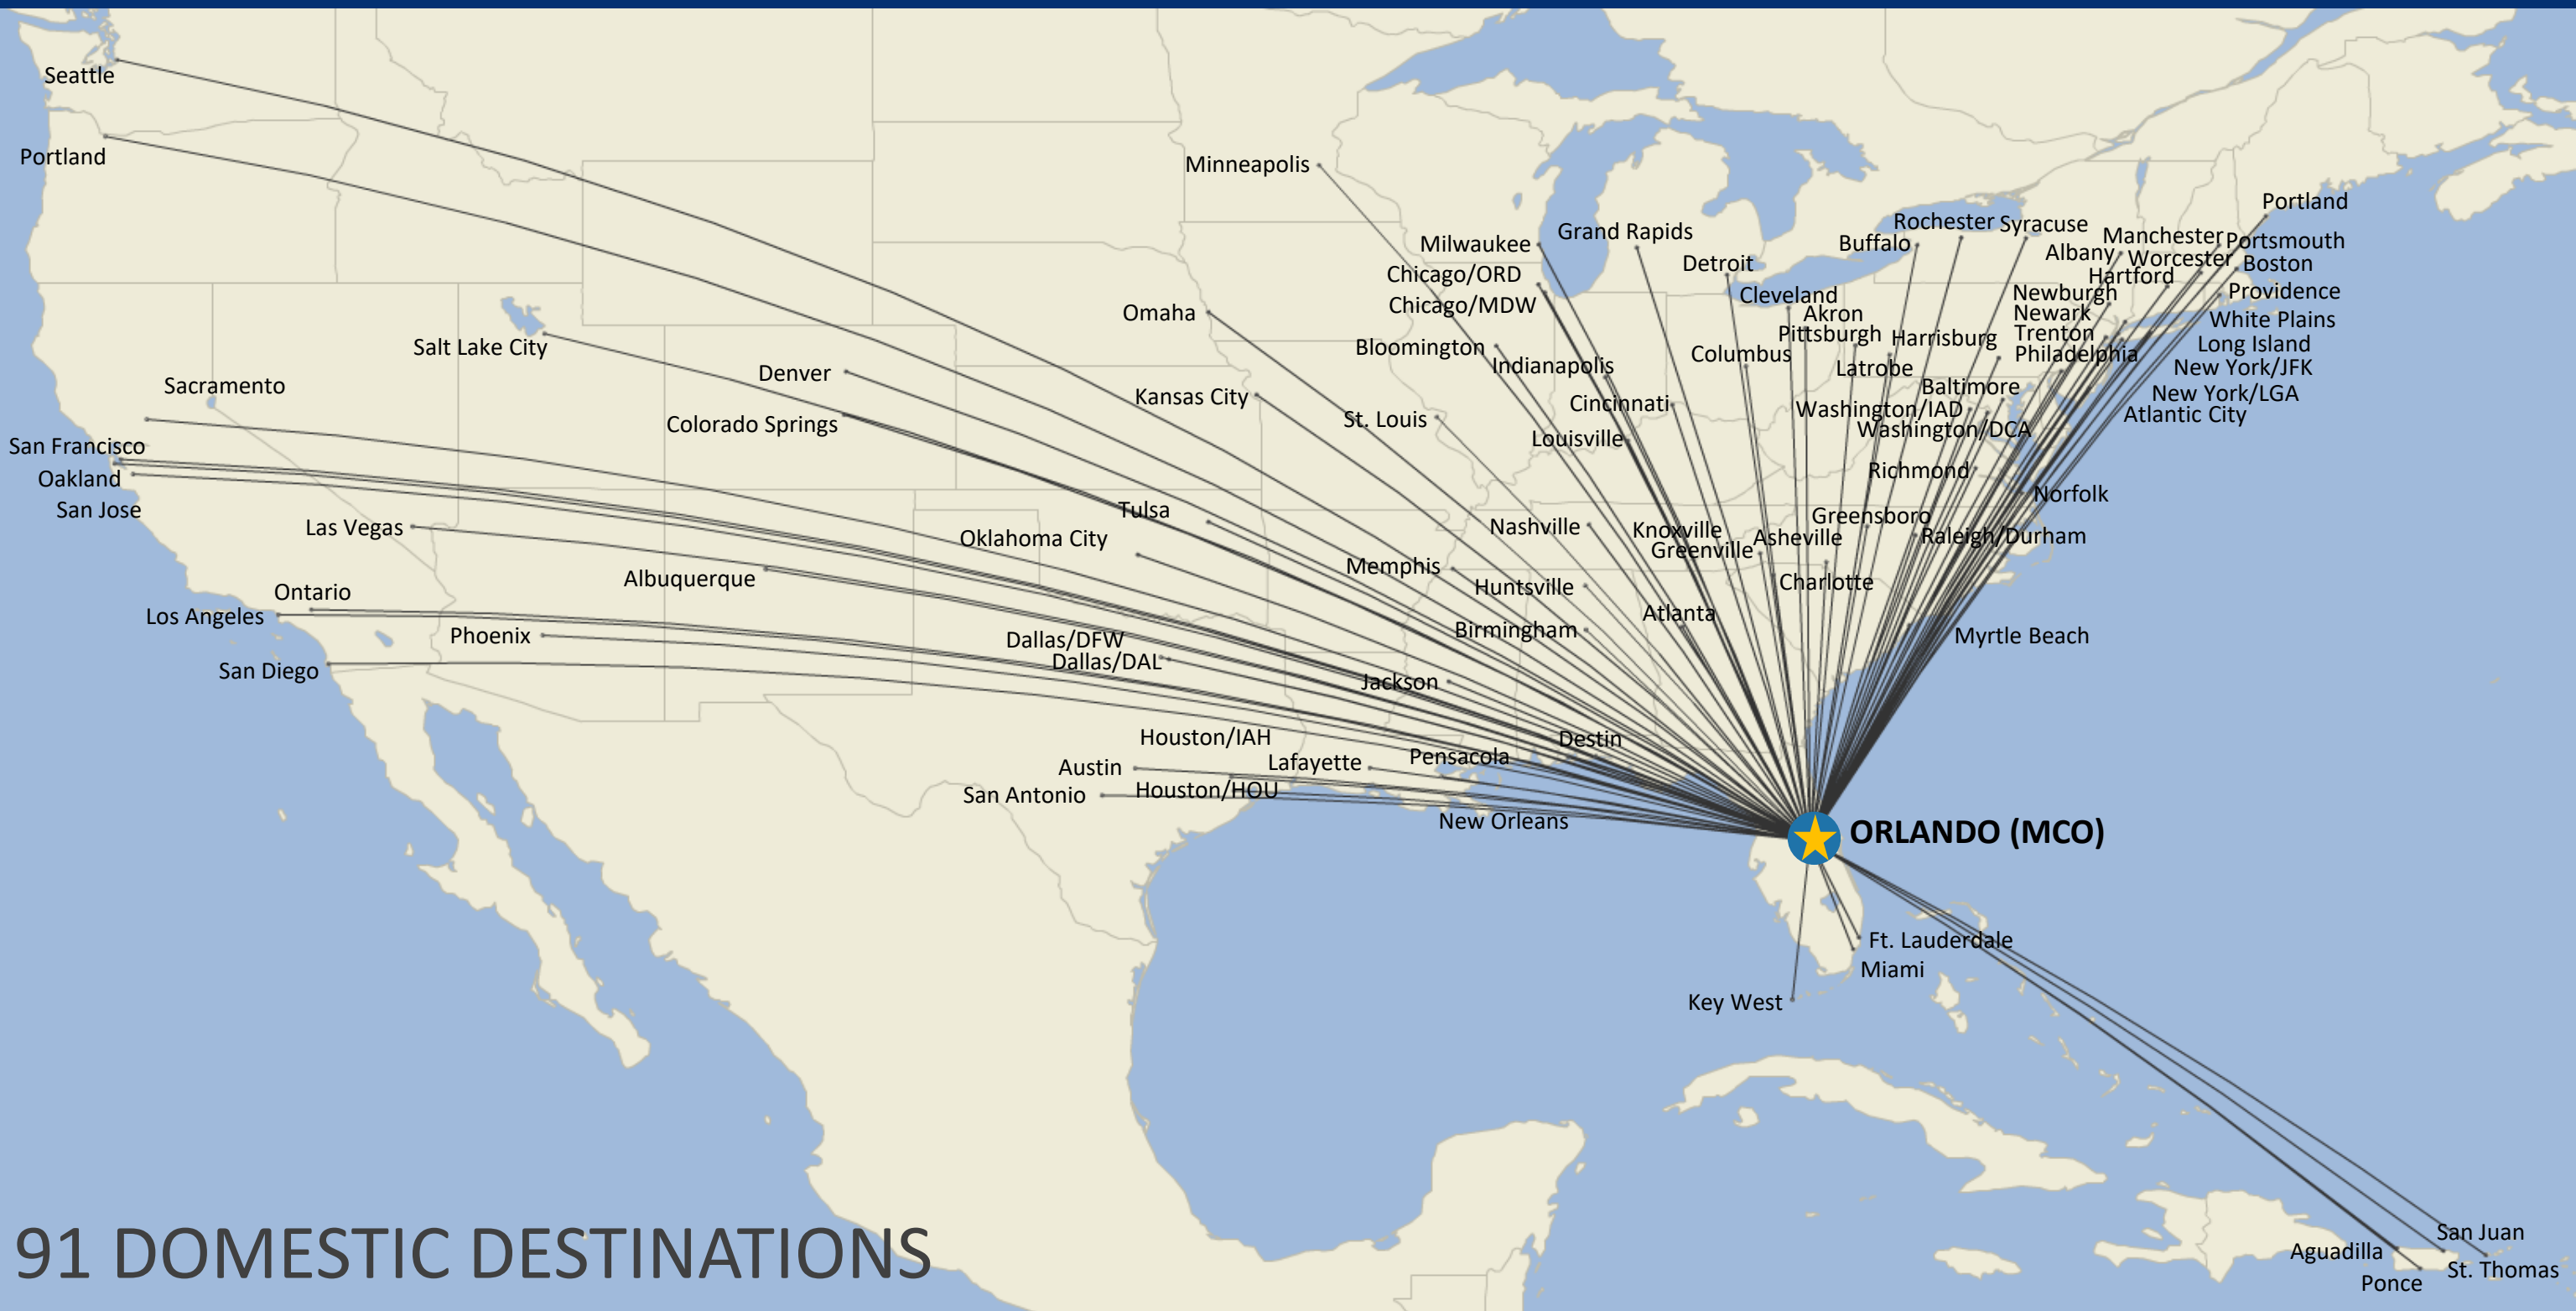 Seattle
Portland
Minneapolis
Portland
Milwaukee
Grand Rapids
Rochester
Syracuse
Buffalo
Manchester
Portsmouth
Albany
Worcester
Boston
Detroit
Chicago/ORD
Hartford
Chicago/MDW
Cleveland
Newburgh
Providence
Omaha
Akron
Newark
White Plains
Pittsburgh
Harrisburg
Trenton
Long Island
Salt Lake City
Bloomington
Columbus
Philadelphia
Indianapolis
Latrobe
New York/JFK
Denver
Sacramento
Baltimore
New York/LGA
Kansas City
Cincinnati
Washington/IAD
Atlantic City
Colorado Springs
St. Louis
Louisville
Washington/DCA
San Francisco
Richmond
Oakland
Norfolk
San Jose
Tulsa
Las Vegas
Nashville
Knoxville
Greensboro
Oklahoma City
Greenville
Asheville
Raleigh/Durham
Albuquerque
Memphis
Huntsville
Charlotte
Ontario
Los Angeles
Atlanta
Phoenix
Birmingham
Myrtle Beach
Dallas/DFW
Dallas/DAL
San Diego
Jackson
Houston/IAH
Destin
Austin
Lafayette
Pensacola
San Antonio
Houston/HOU
New Orleans
ORLANDO (MCO)
Ft. Lauderdale
Miami
Key West
91 DOMESTIC DESTINATIONS
San Juan
Aguadilla
St. Thomas
Ponce